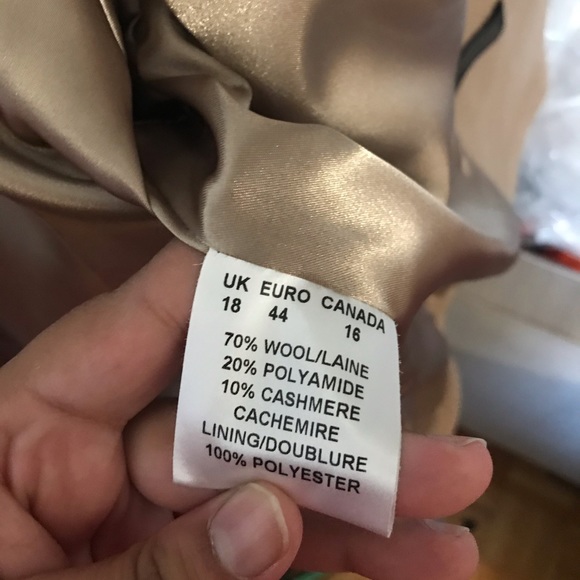 UK EURO CANADA
18 44 16
70% WOOL/LAINE
20% POLYAMIDE
10% CASHMERE
CACHEMIRE
LINING/DOUBLURE
100% POLYESTER